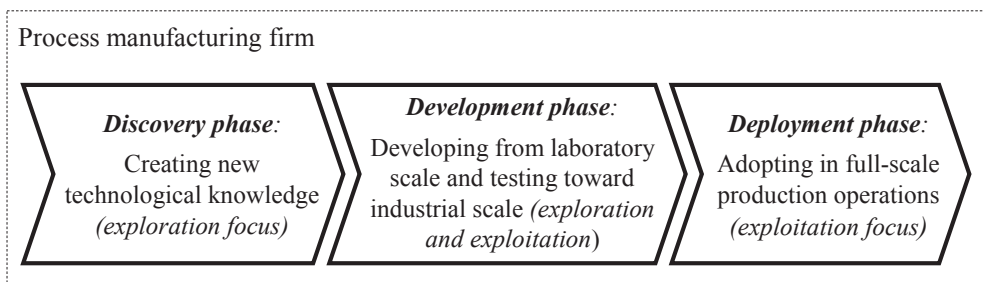 Process manufacturing firm
Discovery phase:
Creating new
technological knowledge
(exploration focus)
Development phase:
Developing from laboratory
scale and testing toward
industrial scale (exploration
and exploitation)
Deployment phase:
Adopting in full-scale
production operations
(exploitation focus)